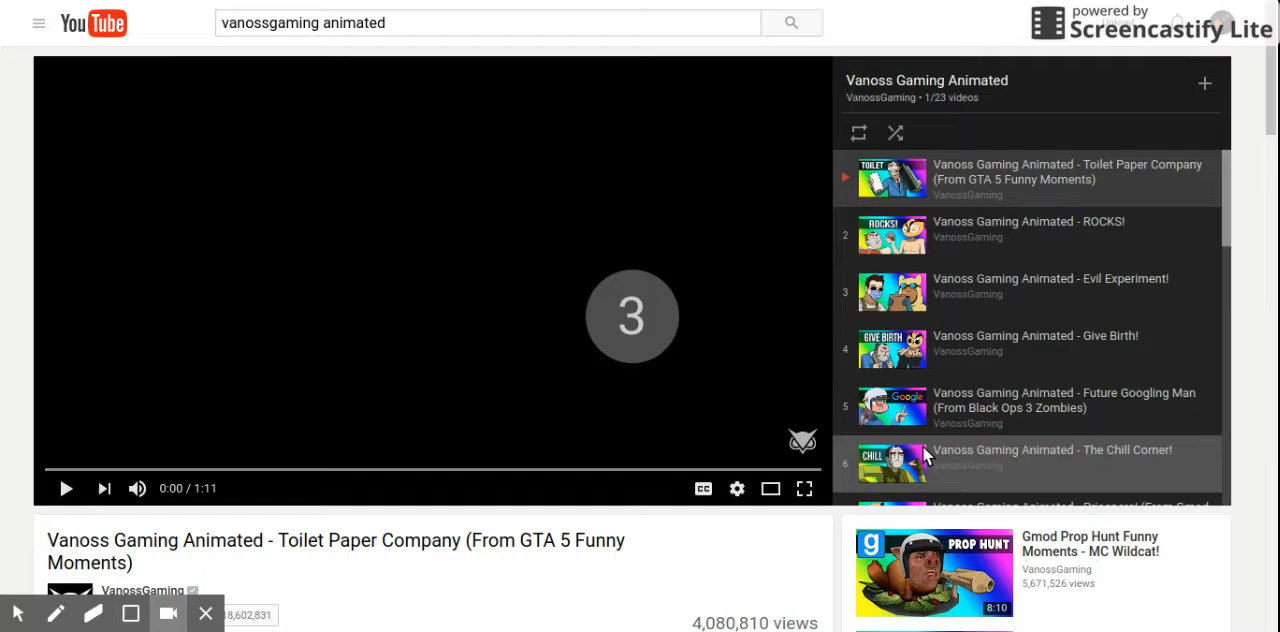 YouTube
vanossgaming animated
powered by
Screencastify Lite
Vanoss Gaming Animated
VanossGaming • 1/23 videos
TOILET
Vanoss Gaming Animated - Toilet Paper Company
(From GTA 5 Funny Moments)
VanossGaming
2
ROCKS!
Vanoss Gaming Animated - ROCKS!
VanossGaming
3
Vanoss Gaming Animated - Evil Experiment!
VanossGaming
4
GIVE BIRTH
Vanoss Gaming Animated - Give Birth!
VanossGaming
5
Google
Vanoss Gaming Animated - Future Googling Man
(From Black Ops 3 Zombies)
VanossGaming
6
CHILL
Vanoss Gaming Animated - The Chill Corner!
VanossGaming
3
0:00 / 1:11
CC
Vanoss Gaming Animated - Toilet Paper Company (From GTA 5 Funny
Moments)
VanossGaming
18,602,831
4,080,810 views
g
PROP HUNT
8:10
Gmod Prop Hunt Funny
Moments - MC Wildcat!
VanossGaming
5,671,526 views